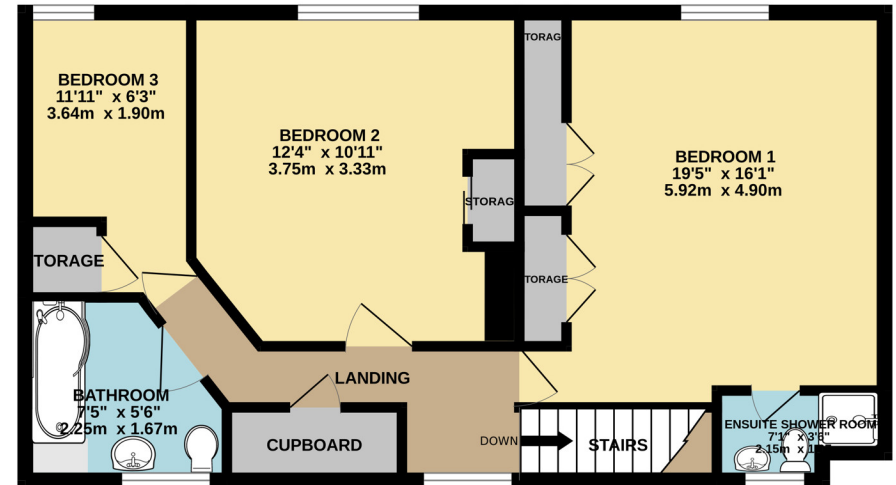 BEDROOM 3
11'11" x 6'3"
3.64m x 1.90m
BEDROOM 2
12'4" x 10'11"
3.75m x 3.33m
TORAG
BEDROOM 1
19'5" x 16'1"
5.92m x 4.90m
STORAG
TORAGE
TORAGE
LANDING
BATHROOM
7'5" x 5'6"
2.25m x 1.67m
CUPBOARD
DOWN
STAIRS
ENSUITE SHOWER ROOM
7'1" x
2.15m x